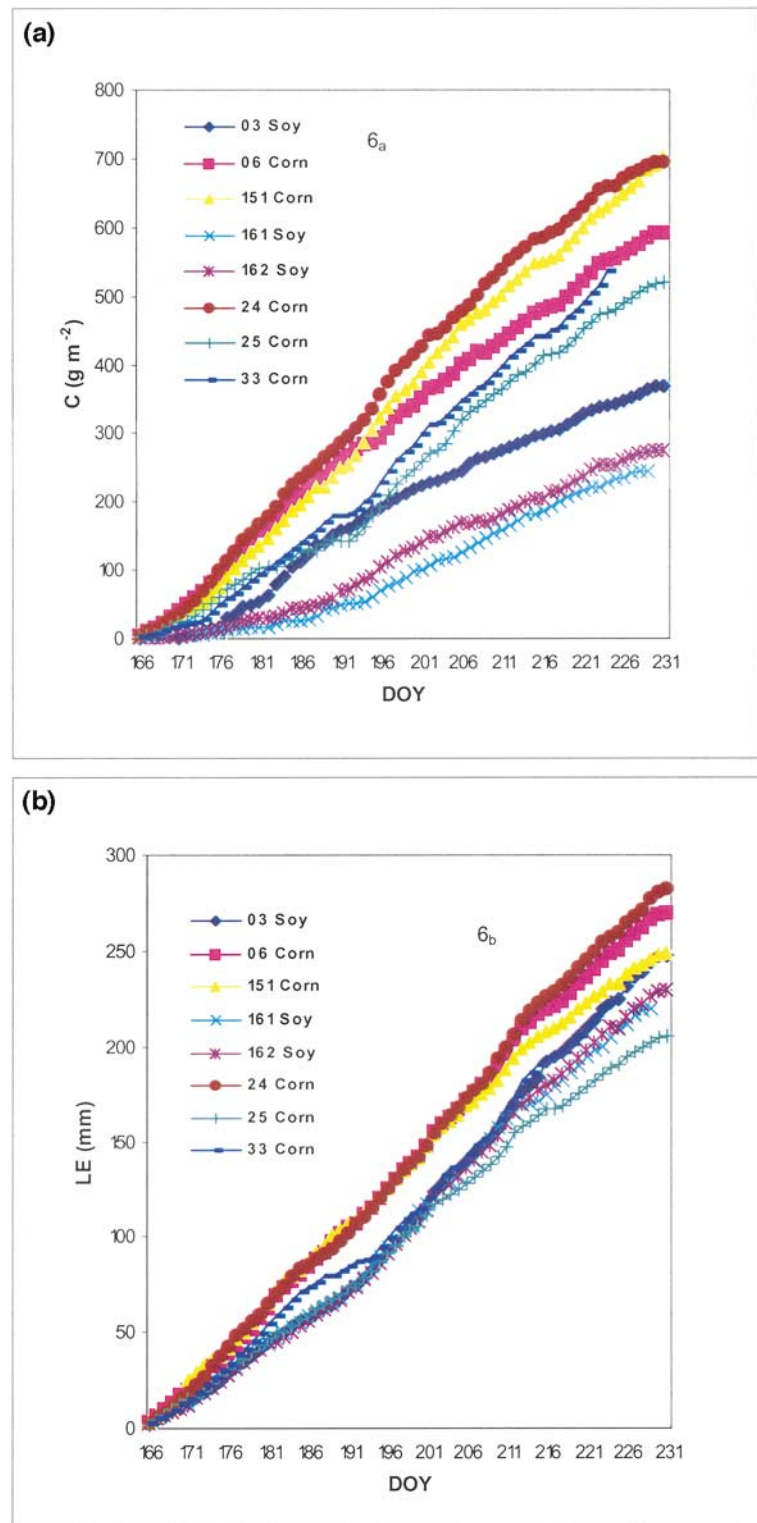 (a)
800
700
600
500
400
300
200
100
0
C (g m-2)
03 Soy
06 Corn
151 Corn
161 Soy
162 Soy
24 Corn
25 Corn
33 Corn
6a
166 171 176 181 186 191 196 201 206 211 216 221 226 231
DOY
(b)
300
250
200
150
100
50
0
LE (mm)
03 Soy
06 Corn
151 Corn
161 Soy
162 Soy
24 Corn
25 Corn
33 Corn
6b
166 171 176 181 186 191 196 201 206 211 216 221 226 231
DOY